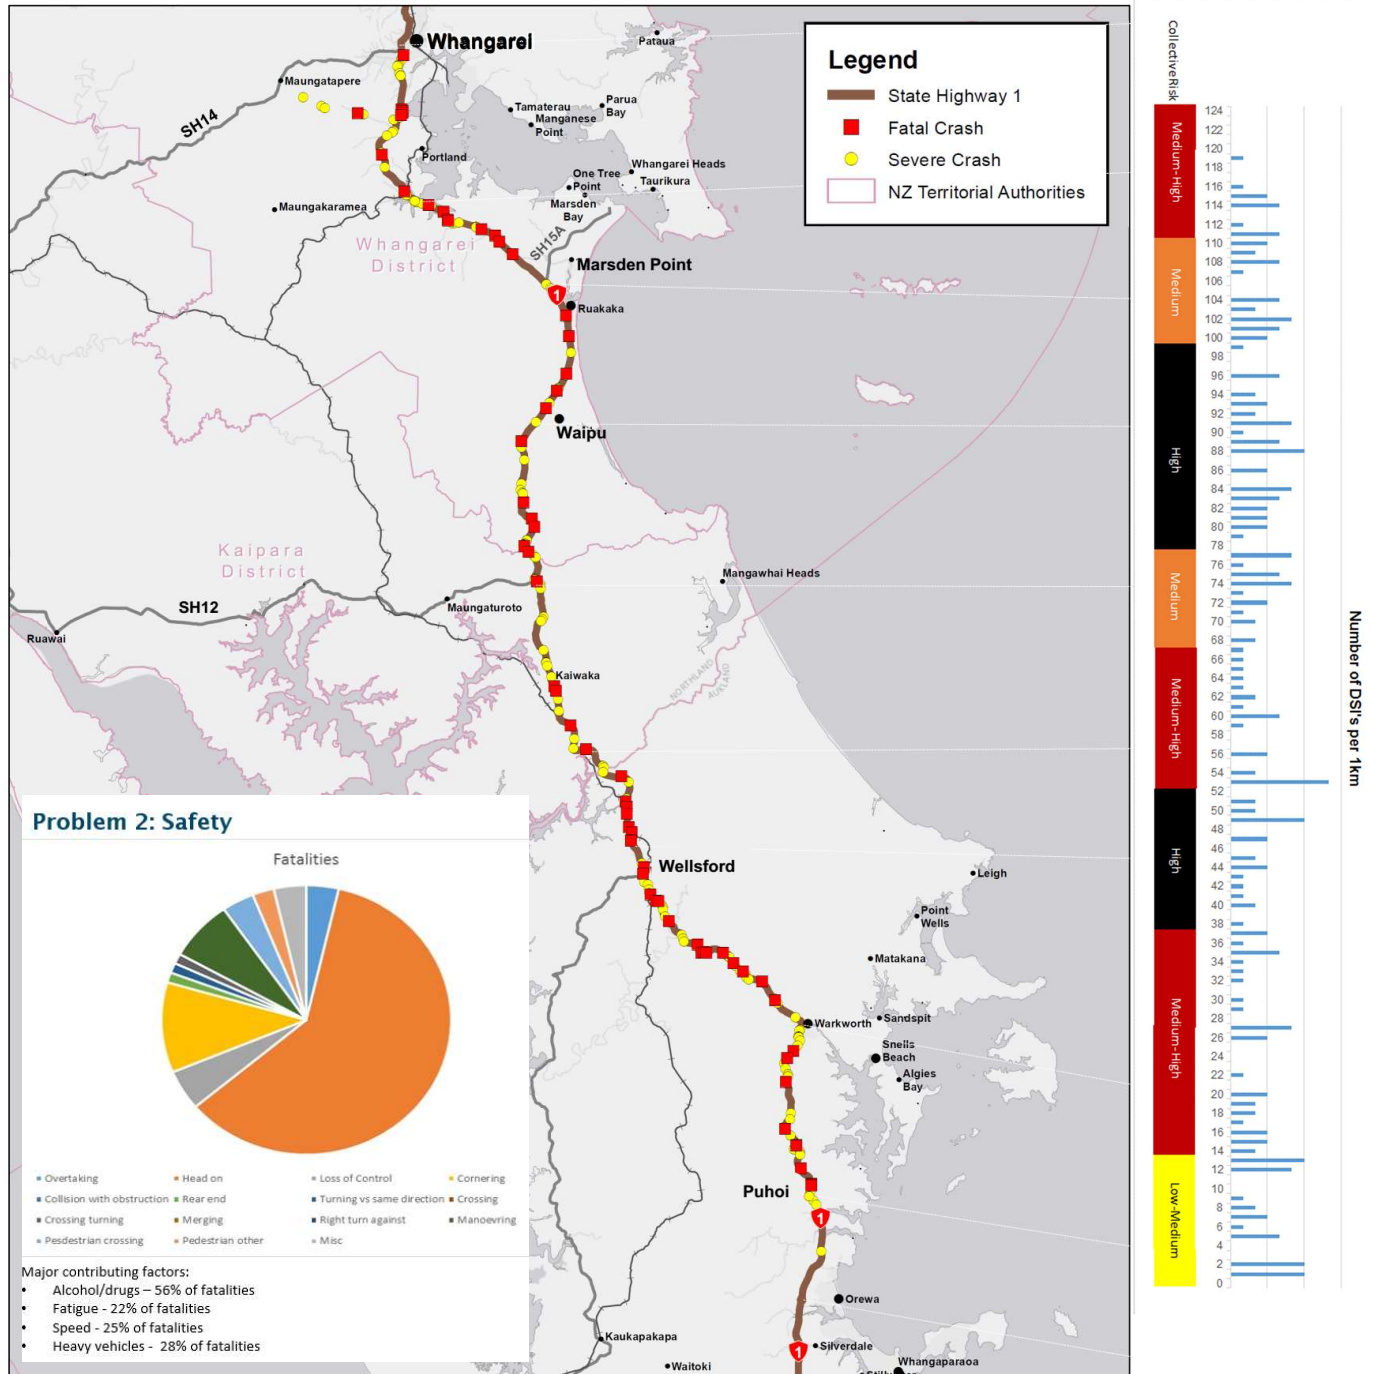 Whangarei
Pataua
Maungatapere
SH14
Tamaterau
Parua
Bay
Manganese
Point
Portland
Whangarei Heads
One Tree
Point
Taurikura
Marsden
Bay
Maungakaramea
Whangarei
District
SH15A
Marsden Point
1
Ruakaka
Waipu
Kaipara
District
Mangawhai Heads
SH12
Maungaturoto
Ruawai
Kaiwaka
NORTHLAND
AUKLAND
Wellsford
Leigh
Point
Wells
Matakana
Warkworth
Sandspit
Snells
Beach
Algies
Bay
Puhoi
1
Orewa
Kaukapakapa
1
Silverdale
Waitoki
Whangaparaoa
Legend
State Highway 1
Fatal Crash
Severe Crash
NZ Territorial Authorities
Problem 2: Safety
Fatalities
Overtaking
Head on
Loss of Control
Cornering
Collsion with obstruction
Rear end
Turning vs same direction
Crossing
Crossing turning
Merging
Right turn against
Manoevring
Pesdestrian crossing
Pedestrian other
Misc
Major contributing factors:
• Alcohol/drugs – 56% of fatalities
• Fatigue - 22% of fatalities
• Speed - 25% of fatalities
• Heavy vehicles -  28% of fatalities
CollectiveRisk
Medium-High
Medium
High
Medium
Medium-High
High
Medium-High
Low-Medium
124
122
120
118
116
114
112
110
108
106
104
102
100
98
96
94
92
90
88
86
84
82
80
78
76
74
72
70
68
66
64
62
60
58
56
54
52
50
48
46
44
42
40
38
36
34
32
30
28
26
24
22
20
18
16
14
12
10
8
6
4
2
0
Number of DSI's per 1km